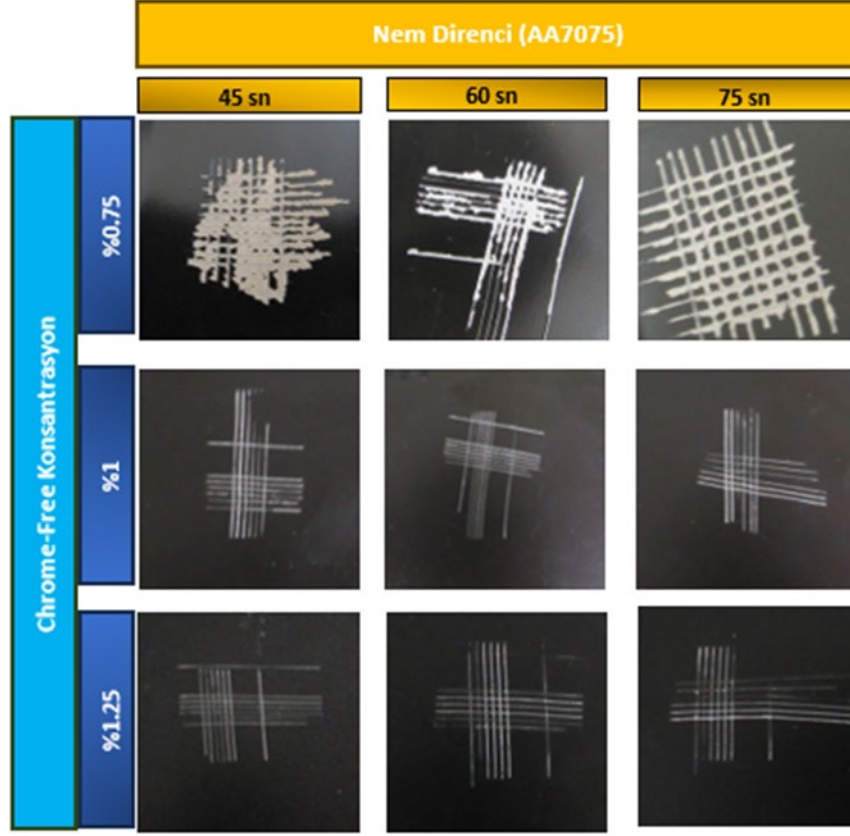 Nem Direnci (AA7075)
45 sn
60 sn
75 sn
Chrome-Free Konsantrasyon
%0.75
%1
%1.25